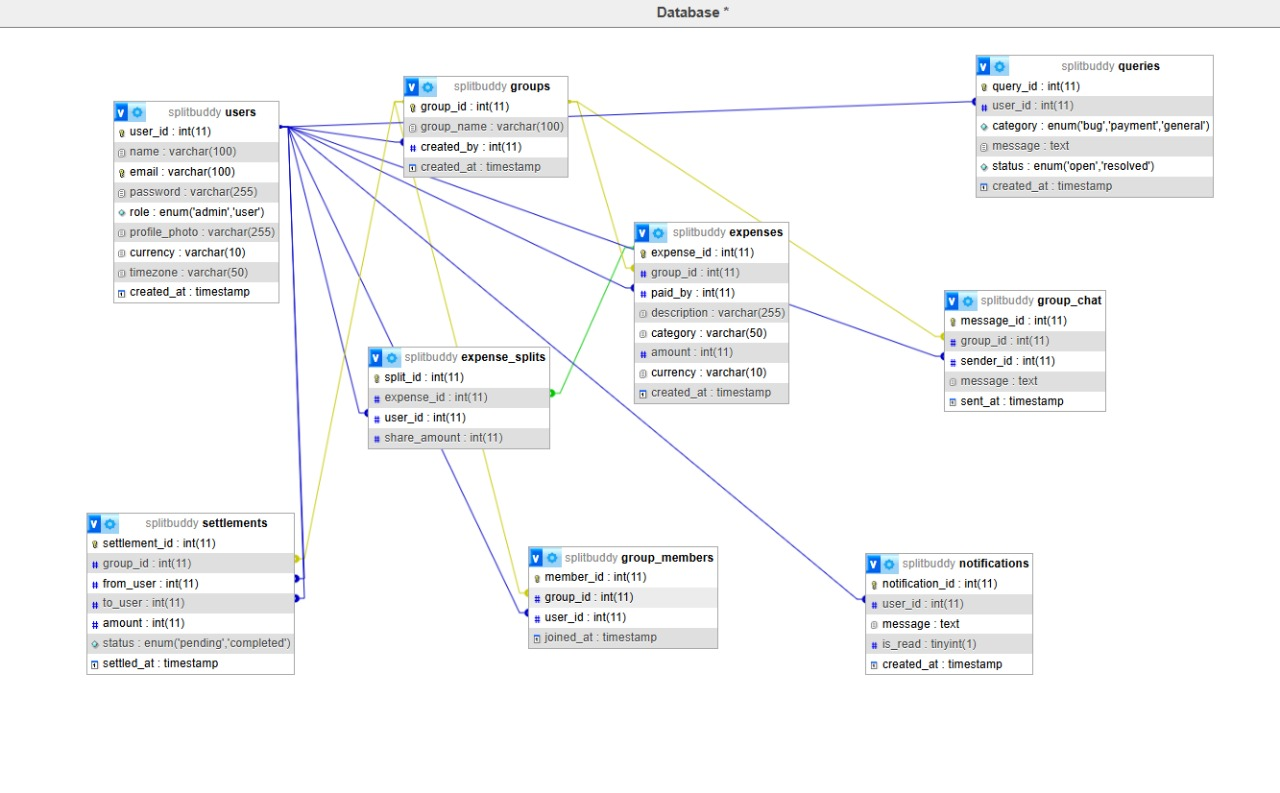 Database *
splitbuddy users
user_id : int(11)
name : varchar(100)
email : varchar(100)
password : varchar(255)
role : enum('admin','user')
profile_photo : varchar(255)
currency : varchar(10)
timezone : varchar(50)
created_at : timestamp
splitbuddy groups
group_id : int(11)
group_name : varchar(100)
created_by : int(11)
created_at : timestamp
splitbuddy queries
query_id : int(11)
user_id : int(11)
category : enum('bug','payment','general')
message : text
status : enum('open','resolved')
created_at : timestamp
splitbuddy expenses
expense_id : int(11)
group_id : int(11)
paid_by : int(11)
description : varchar(255)
category : varchar(50)
amount : int(11)
currency : varchar(10)
created_at : timestamp
splitbuddy group_chat
message_id : int(11)
group_id : int(11)
sender_id : int(11)
message : text
sent_at : timestamp
splitbuddy expense_splits
split_id : int(11)
expense_id : int(11)
user_id : int(11)
share_amount : int(11)
splitbuddy settlements
settlement_id : int(11)
group_id : int(11)
from_user : int(11)
to_user : int(11)
amount : int(11)
status : enum('pending','completed')
settled_at : timestamp
splitbuddy group_members
member_id : int(11)
group_id : int(11)
user_id : int(11)
joined_at : timestamp
splitbuddy notifications
notification_id : int(11)
user_id : int(11)
message : text
is_read : tinyint(1)
created_at : timestamp